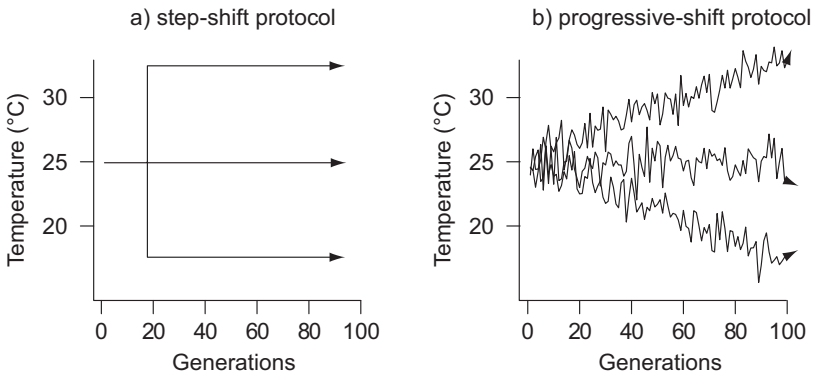 a) step-shift protocol
Temperature (°C)
30
25
20
0 20 40 60 80 100
Generations
b) progressive-shift protocol
Temperature (°C)
30
25
20
0 20 40 60 80 100
Generations